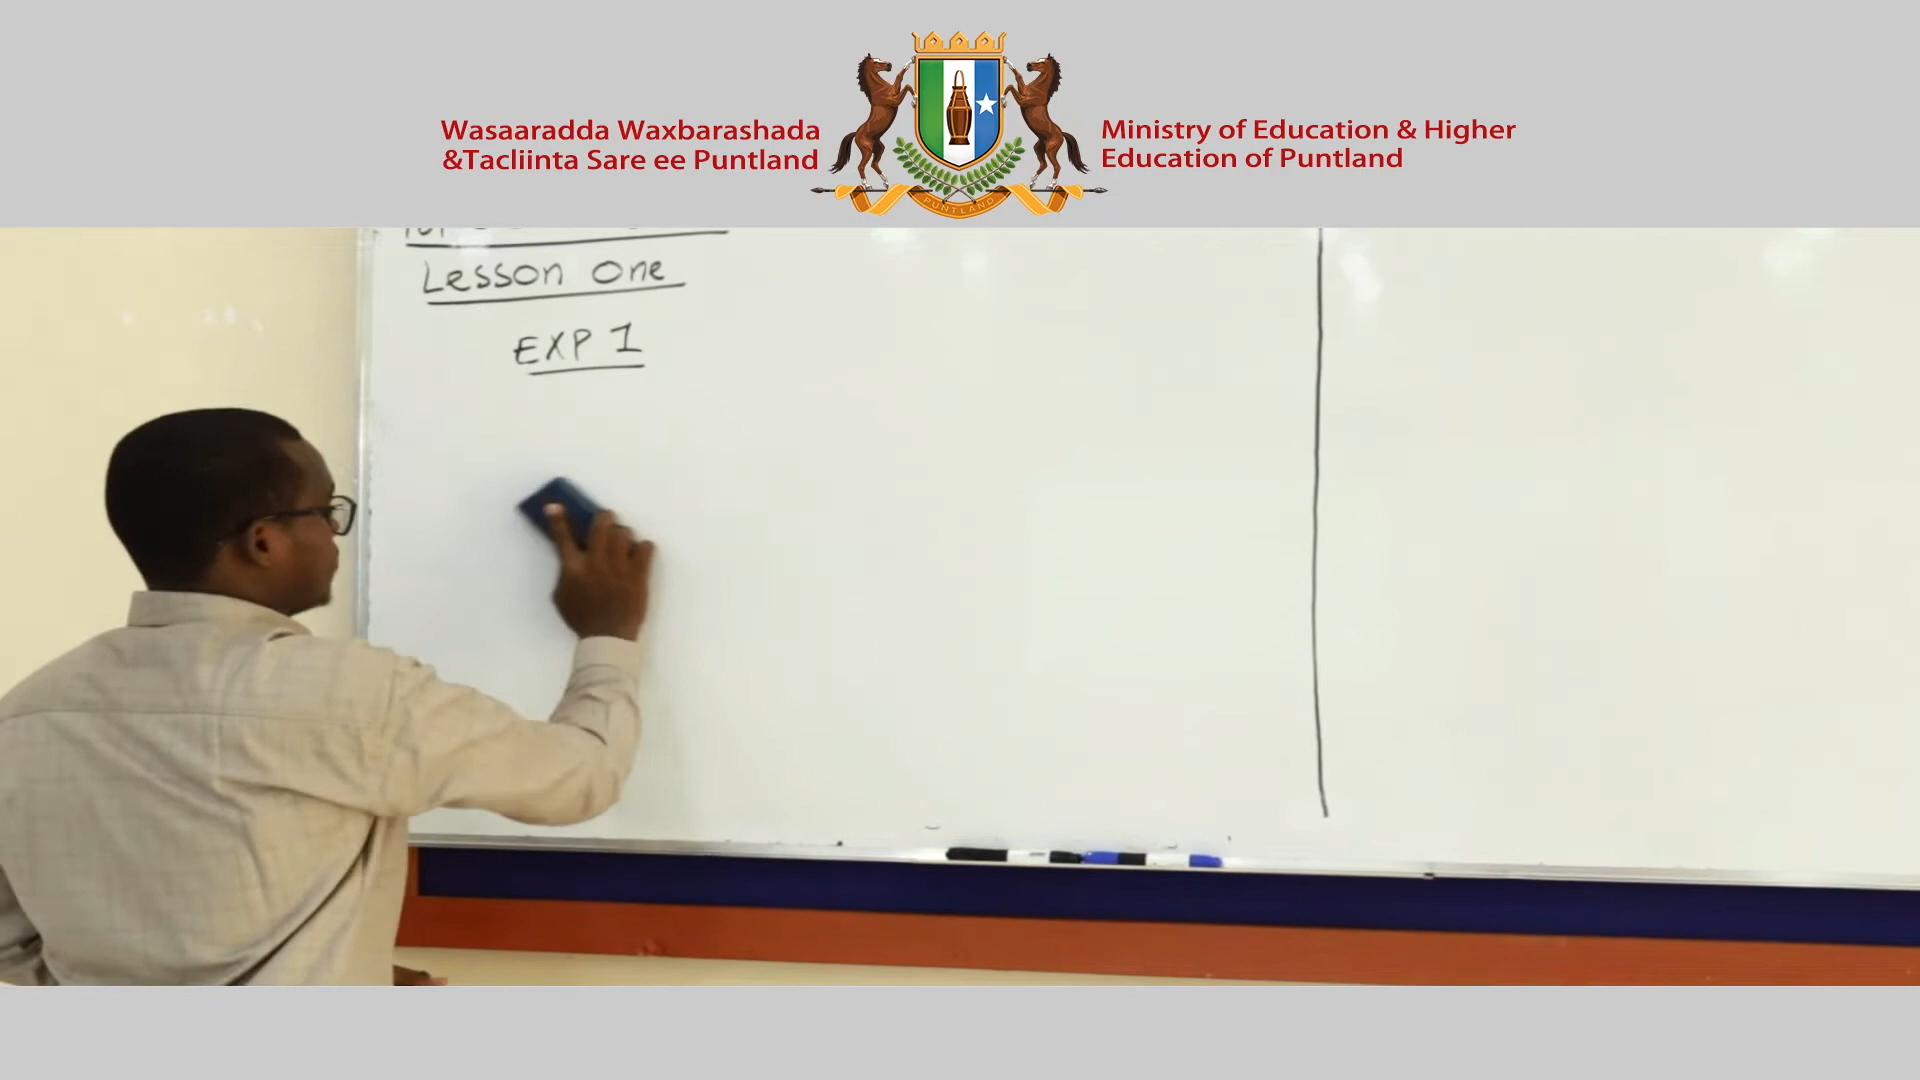 Wasaaradda Waxbarashada
&Tacliinta Sare ee Puntland
Ministry of Education & Higher
Education of Puntland
PUNTLAND
Lesson One
EXP 1